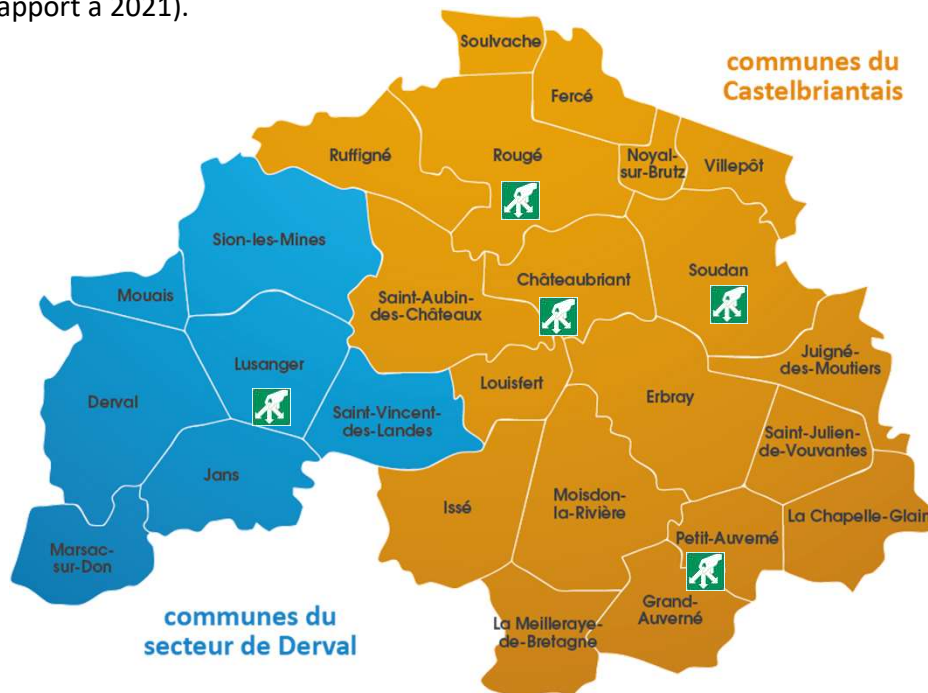 apport à 2021).
communes du
Castelbriantais
Soulvache
Fercé
Ruffigné
Rougé
Noyal-
sur-Brutz
Villepôt
Sion-les-Mines
Mouais
Saint-Aubin-
des-Châteaux
Châteaubriant
Soudan
Lusanger
Derval
Saint-Vincent-
des-Landes
Louisfert
Erbray
Juigné-
des-Moutiers
Saint-Julien-
de-Vouvantes
Jans
Issé
Moisdon-
la-Rivière
La Chapelle-Glain
Petit-Auverné
Marsac-
sur-Don
Grand-
Auverné
La Meilleraye-
de-Bretagne
communes du
secteur de Derval